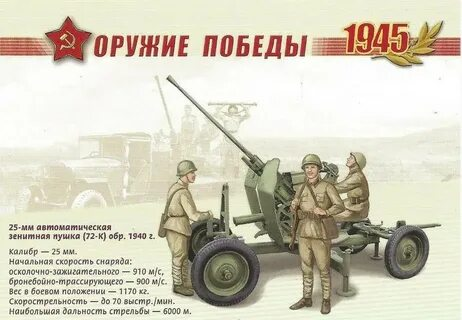 ОРУЖИЕ ПОБЕДЫ 1945
25-мм автоматическая
зенитная пушка (72-К) обр. 1940 г.
Калибр — 25 мм.
Начальная скорость снаряда:
осколочно-зажигательного — 910 м/с,
бронебойно-трассирующего — 900 м/с.
Вес в боевом положении — 1170 кг.
Скорострельность — до 70 выстр./мин.
Наибольшая дальность стрельбы — 6000 м.